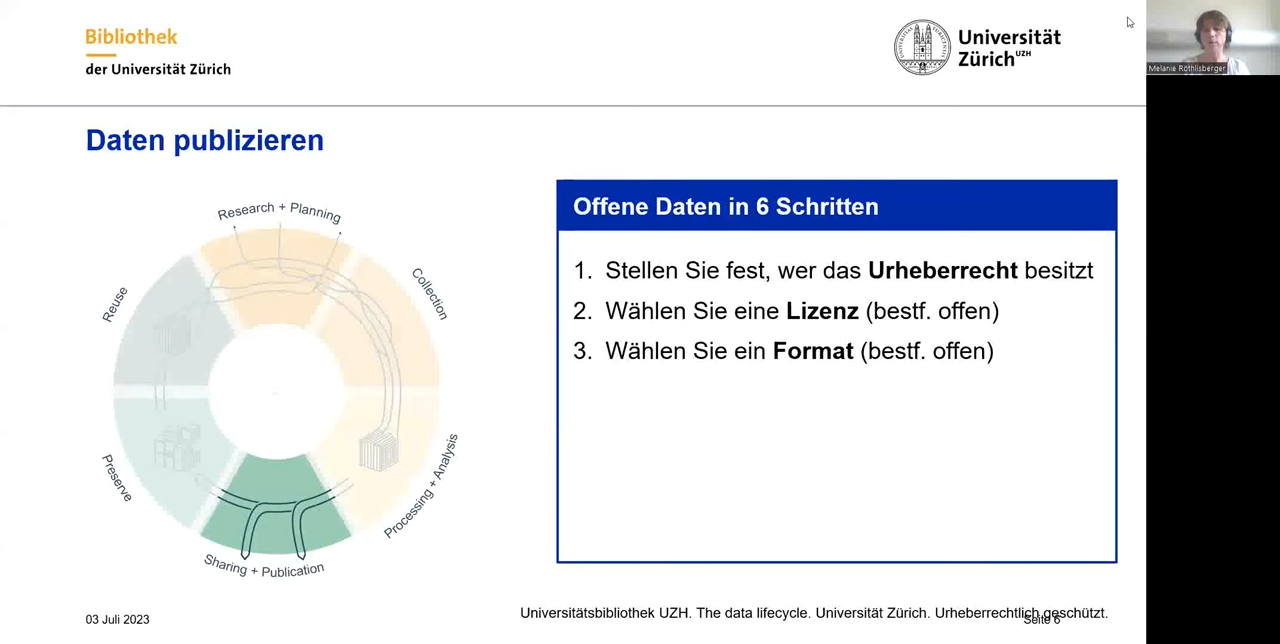 Bibliothek
der Universität Zürich
Universität
Zürich UZH
Melanie Röthlisberger
Daten publizieren
Research + Planning
Collection
Processing + Analysis
Sharing + Publication
Preserve
Reuse
Offene Daten in 6 Schritten
1. Stellen Sie fest, wer das Urheberrecht besitzt
2. Wählen Sie eine Lizenz (bestf. offen)
3. Wählen Sie ein Format (bestf. offen)
Universitätsbibliothek UZH. The data lifecycle. Universität Zürich. Urheberrechtlich geschützt.
03 Juli 2023
Seite 6